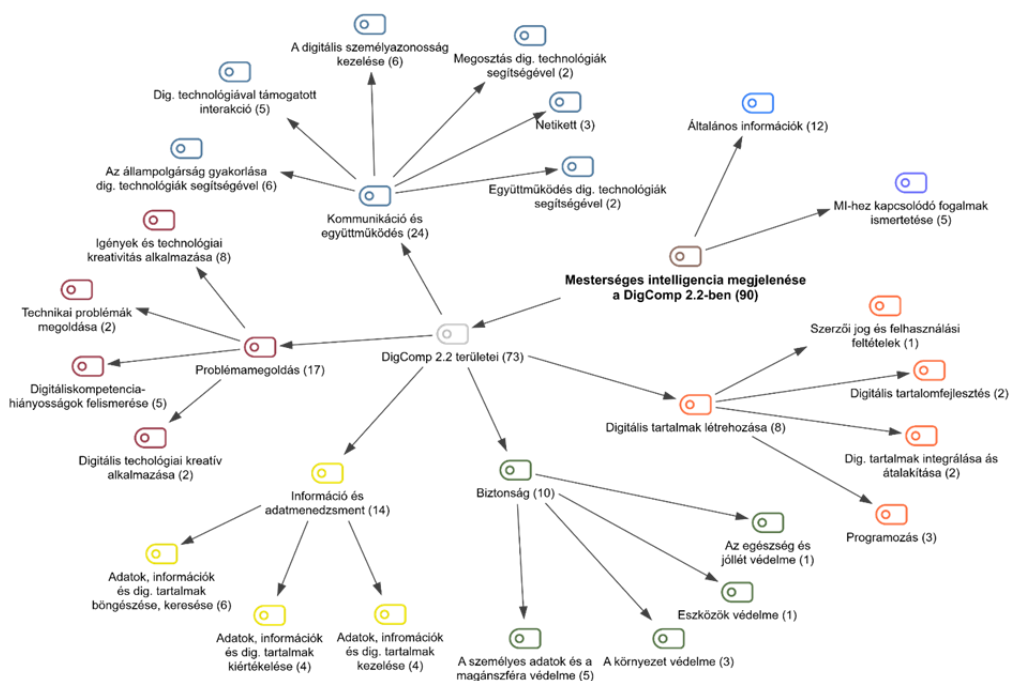 A digitális személyazonosság
kezelése (6)
Megosztás dig. technológiák
segítségével (2)
Dig. technológiával támogatott
interakció (5)
Netikett (3)
Általános információk (12)
Az állampolgárság gyakorlása
dig. technológiák segítségével (6)
Együttműködés dig. technológiák
segítségével (2)
MI-hez kapcsolódó fogalmak
ismertetése (5)
Kommunikáció és
együttműködés (24)
Igények és technológiai
kreativitás alkalmazása (8)
Mesterséges intelligencia megjelenése
a DigComp 2.2-ben (90)
Technikai problémák
megoldása (2)
Szerzői jog és felhasználási
feltételek (1)
DigComp 2.2 területei (73)
Problémamegoldás (17)
Digitáliskompetencia-
hiányosságok felismerése (5)
Digitális tartalomfejlesztés (2)
Digitális tartalmak létrehozása (8)
Digitális techológiai kreatív
alkalmazása (2)
Dig. tartalmak integrálása ás
átalakítása (2)
Információ és
adatmenedzsment (14)
Biztonság (10)
Programozás (3)
Az egészség és
jóllét védelme (1)
Adatok, információk
és dig. tartalmak
böngészése, keresése (6)
Eszközök védelme (1)
Adatok, információk
és dig. tartalmak
kiértékelése (4)
Adatok, infromációk
és dig. tartalmak
kezelése (4)
A személyes adatok és a
magánszféra védelme (5)
A környezet védelme (3)